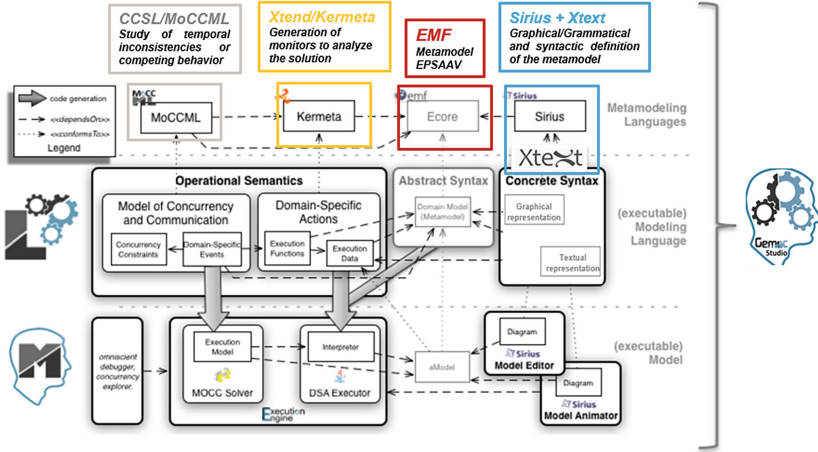 CCSL/MoCCML
Study of temporal
inconsistencies or
competing behavior
Xtend/Kermeta
Generation of
monitors to analyze
the solution
EMF
Metamodel
EPSAAV
Sirius + Xtext
Graphical/Grammatical
and syntactic definition
of the metamodel
code generation
<<dependsOn>>
<<conformsTo>>
Legend
MoCC
ML
MoCCML
Kermeta
emf
Ecore
Sirius
Sirius
Xtext
Metamodeling
Languages
Operational Semantics
Model of Concurrency
and Communication
Concurrency
Constraints
Domain-Specific
Events
Domain-Specific
Actions
Execution
Functions
Execution
Data
Abstract Syntax
Domain Model
(Metamodel)
Concrete Syntax
Graphical
representation
Textual
representation
(executable)
Modeling
Language
L
Gemoc
Studio
M
omniscient
debugger,
concurrency
explorer.
Execution
Model
MOCC Solver
Interpreter
DSA Executor
Execution
Engine
aModel
Diagram
Sirius
Model Editor
Diagram
Sirius
Model Animator
(executable)
Model